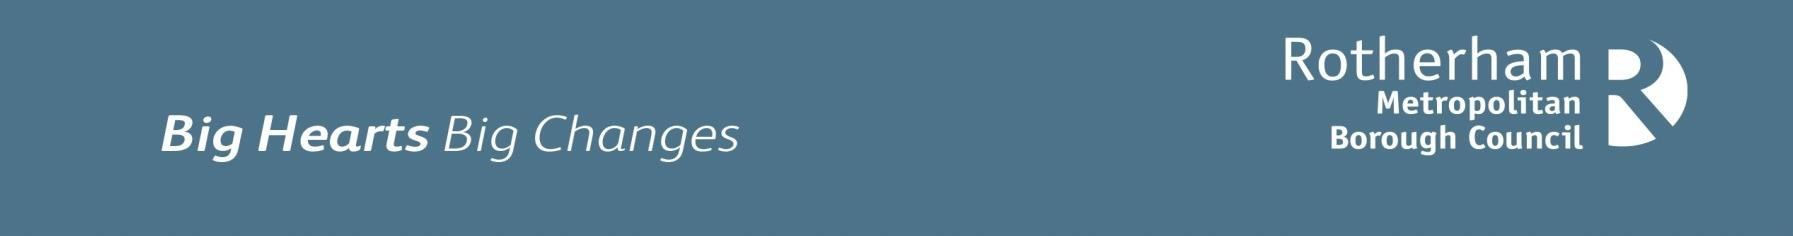 Big Hearts Big Changes
Rotherham
Metropolitan
Borough Council